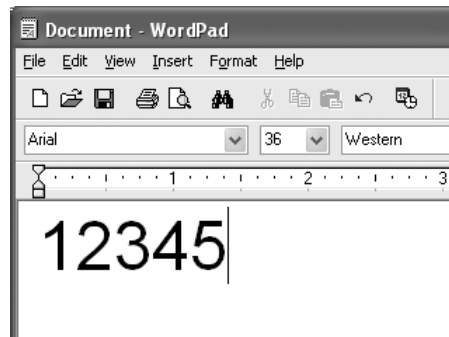 Document - WordPad
File Edit View Insert Format Help
Arial 36 Western
1 2 3
12345